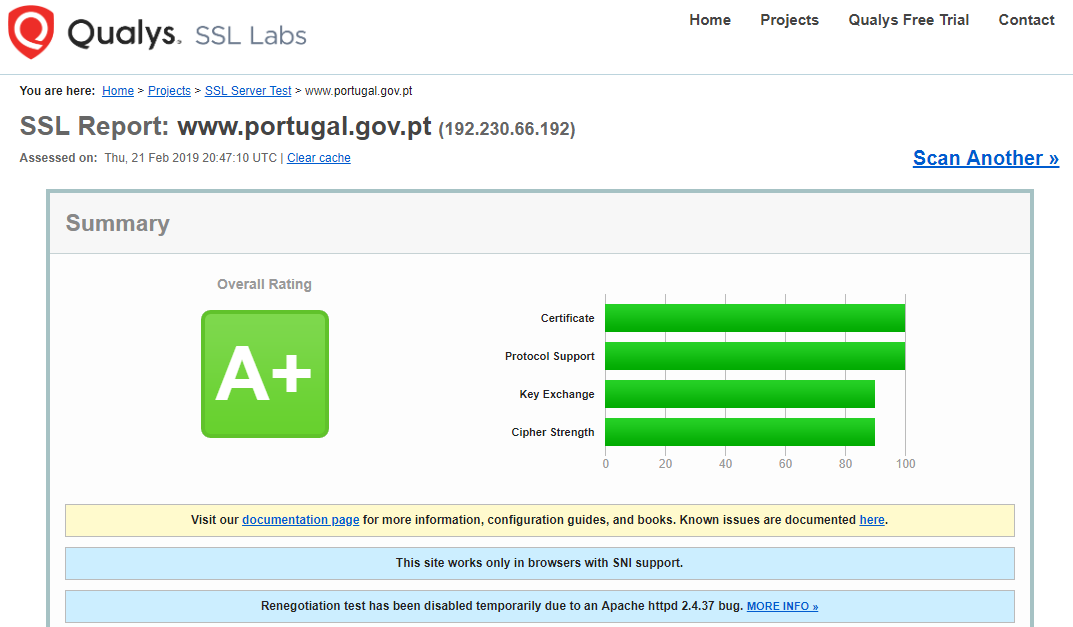 Qualys. SSL Labs
Home Projects Qualys Free Trial Contact
You are here: Home > Projects > SSL Server Test > www.portugal.gov.pt
SSL Report: www.portugal.gov.pt (192.230.66.192)
Assessed on: Thu, 21 Feb 2019 20:47:10 UTC | Clear cache
Scan Another »
Summary
Overall Rating
A+
Certificate
Protocol Support
Key Exchange
Cipher Strength
0 20 40 60 80 100
Visit our documentation page for more information, configuration guides, and books. Known issues are documented here.
This site works only in browsers with SNI support.
Renegotiation test has been disabled temporarily due to an Apache httpd 2.4.37 bug. MORE INFO »